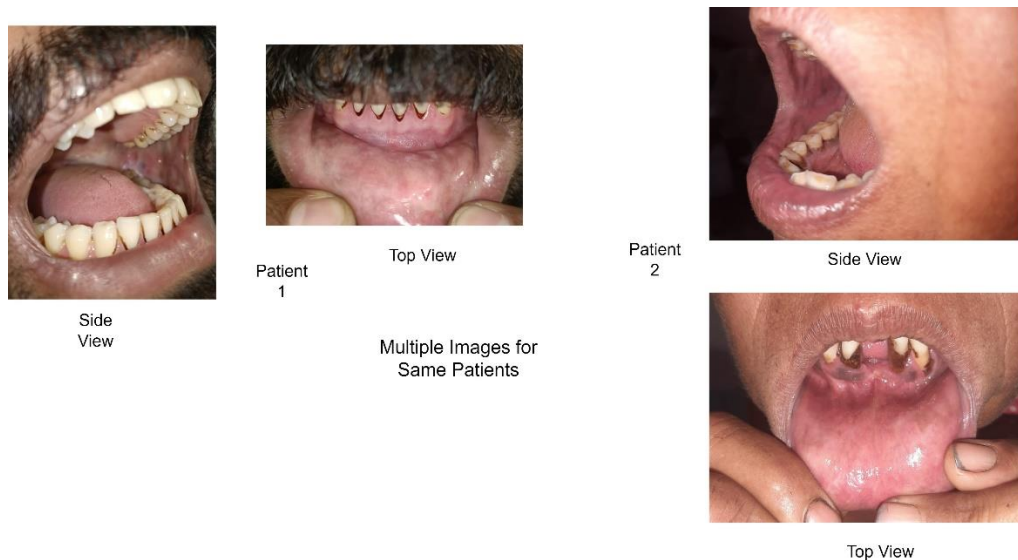 Side
View
Top View
Patient
1
Multiple Images for
Same Patients
Patient
2
Side View
Top View